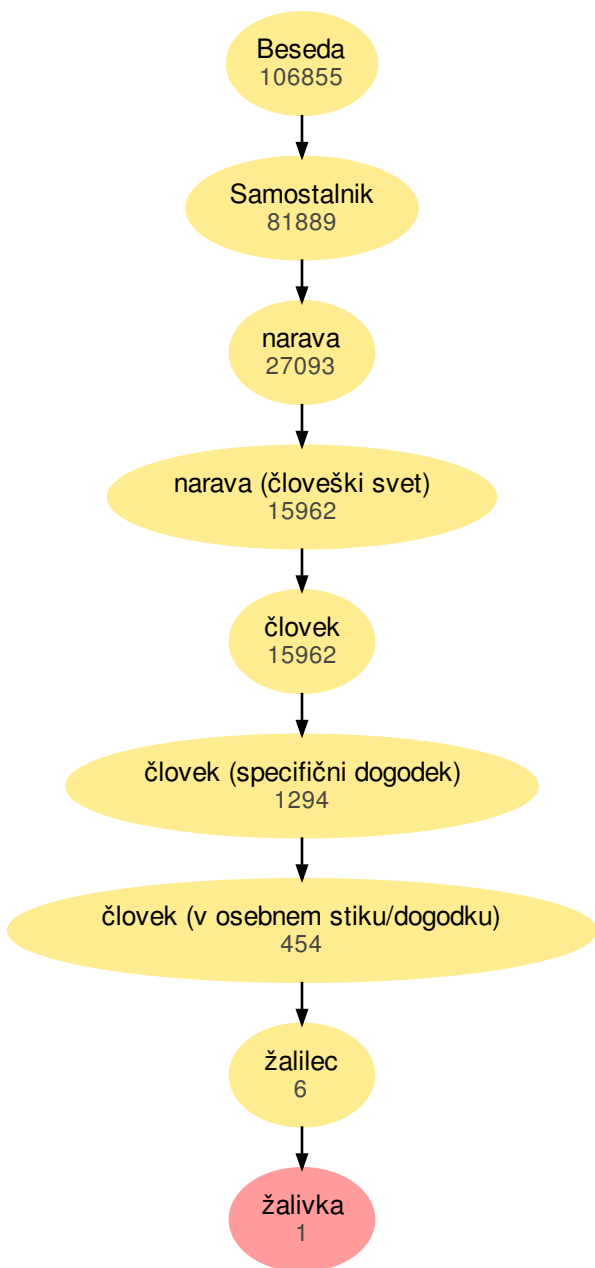 Beseda
106855
Samostalnik
81889
narava
27093
narava (človeški svet)
15962
človek
15962
človek (specifični dogodek)
1294
človek (v osebnem stiku/dogodku)
454
žalilec
6
žalivka
1